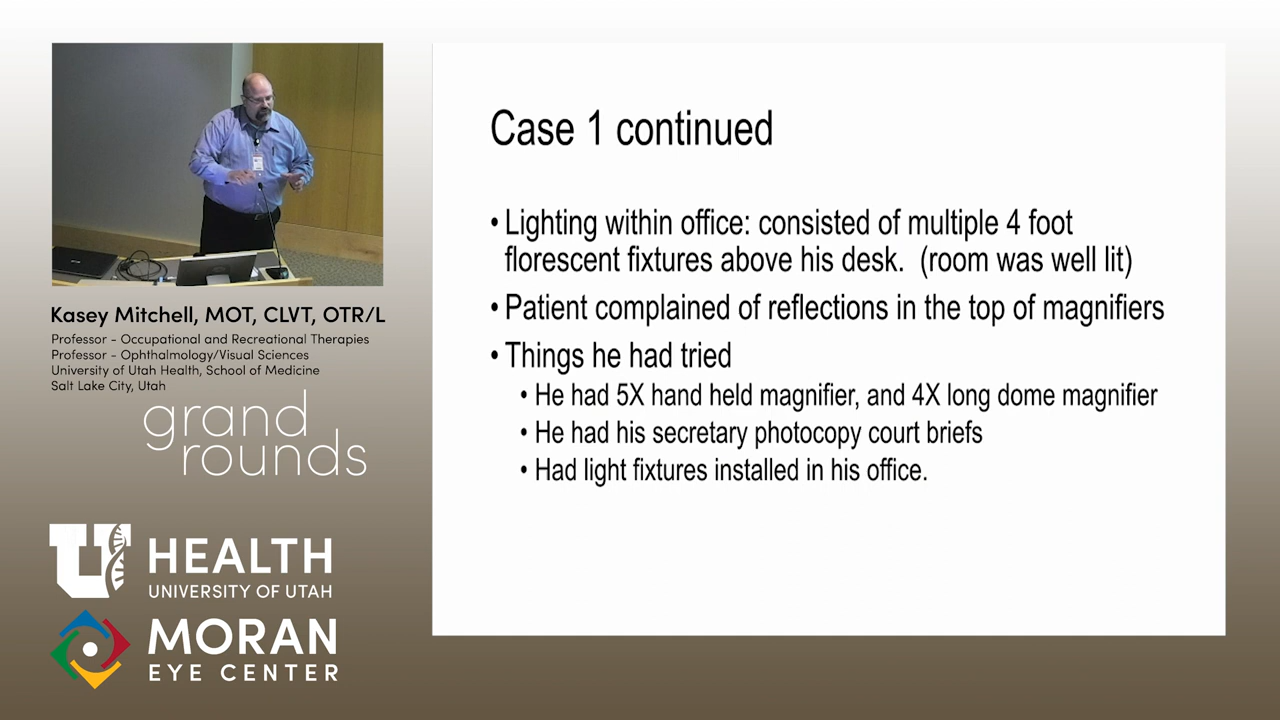 Kasey Mitchell, MOT, CLVT, OTR/L
Professor - Occupational and Recreational Therapies
Professor - Ophthalmology/Visual Sciences
University of Utah Health, School of Medicine
Salt Lake City, Utah
grand
rounds
U HEALTH
UNIVERSITY OF UTAH
MORAN
EYE CENTER
Case 1 continued
• Lighting within office: consisted of multiple 4 foot
florescent fixtures above his desk. (room was well lit)
• Patient complained of reflections in the top of magnifiers
• Things he had tried
• He had 5X hand held magnifier, and 4X long dome magnifier
• He had his secretary photocopy court briefs
• Had light fixtures installed in his office.